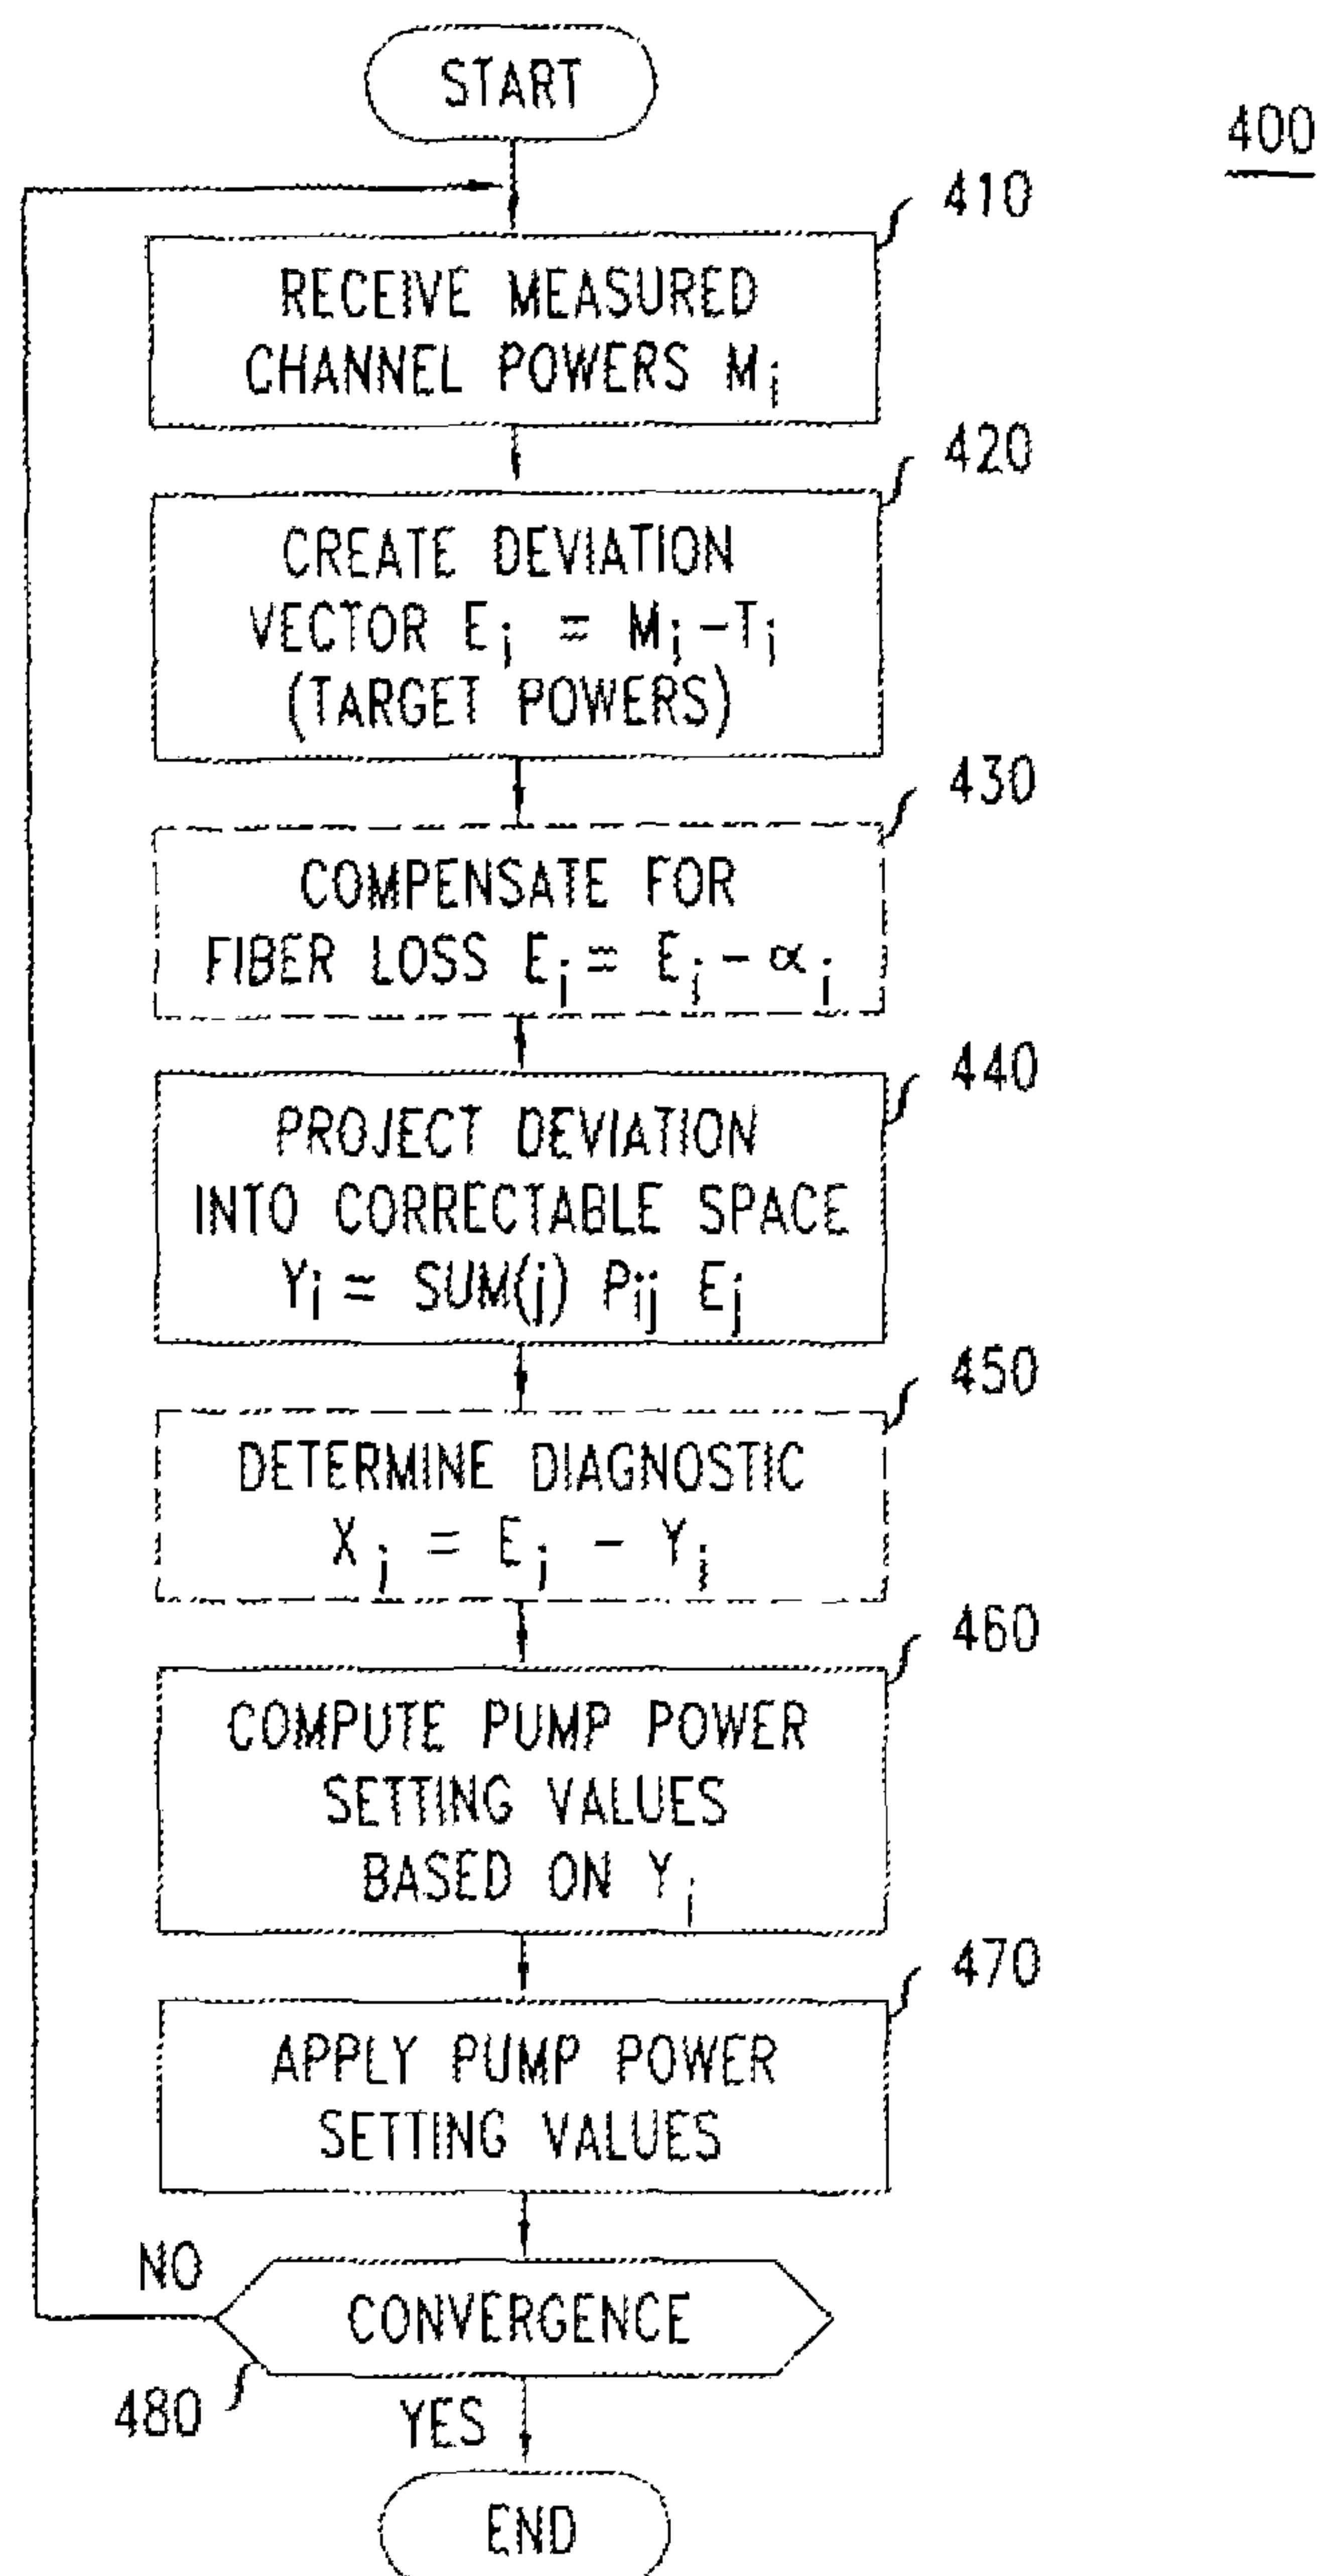 START
400
410
RECEIVE MEASURED
CHANNEL POWERS Mi
420
CREATE DEVIATION
VECTOR Ei = Mi-Ti
(TARGET POWERS)
430
COMPENSATE FOR
FIBER LOSS Ei = Ei - αi
440
PROJECT DEVIATION
INTO CORRECTABLE SPACE
Yi = SUM(j) Pij Ej
450
DETERMINE DIAGNOSTIC
Xi = Ei - Yi
460
COMPUTE PUMP POWER
SETTING VALUES
BASED ON Yi
470
APPLY PUMP POWER
SETTING VALUES
NO
CONVERGENCE
480
YES
END